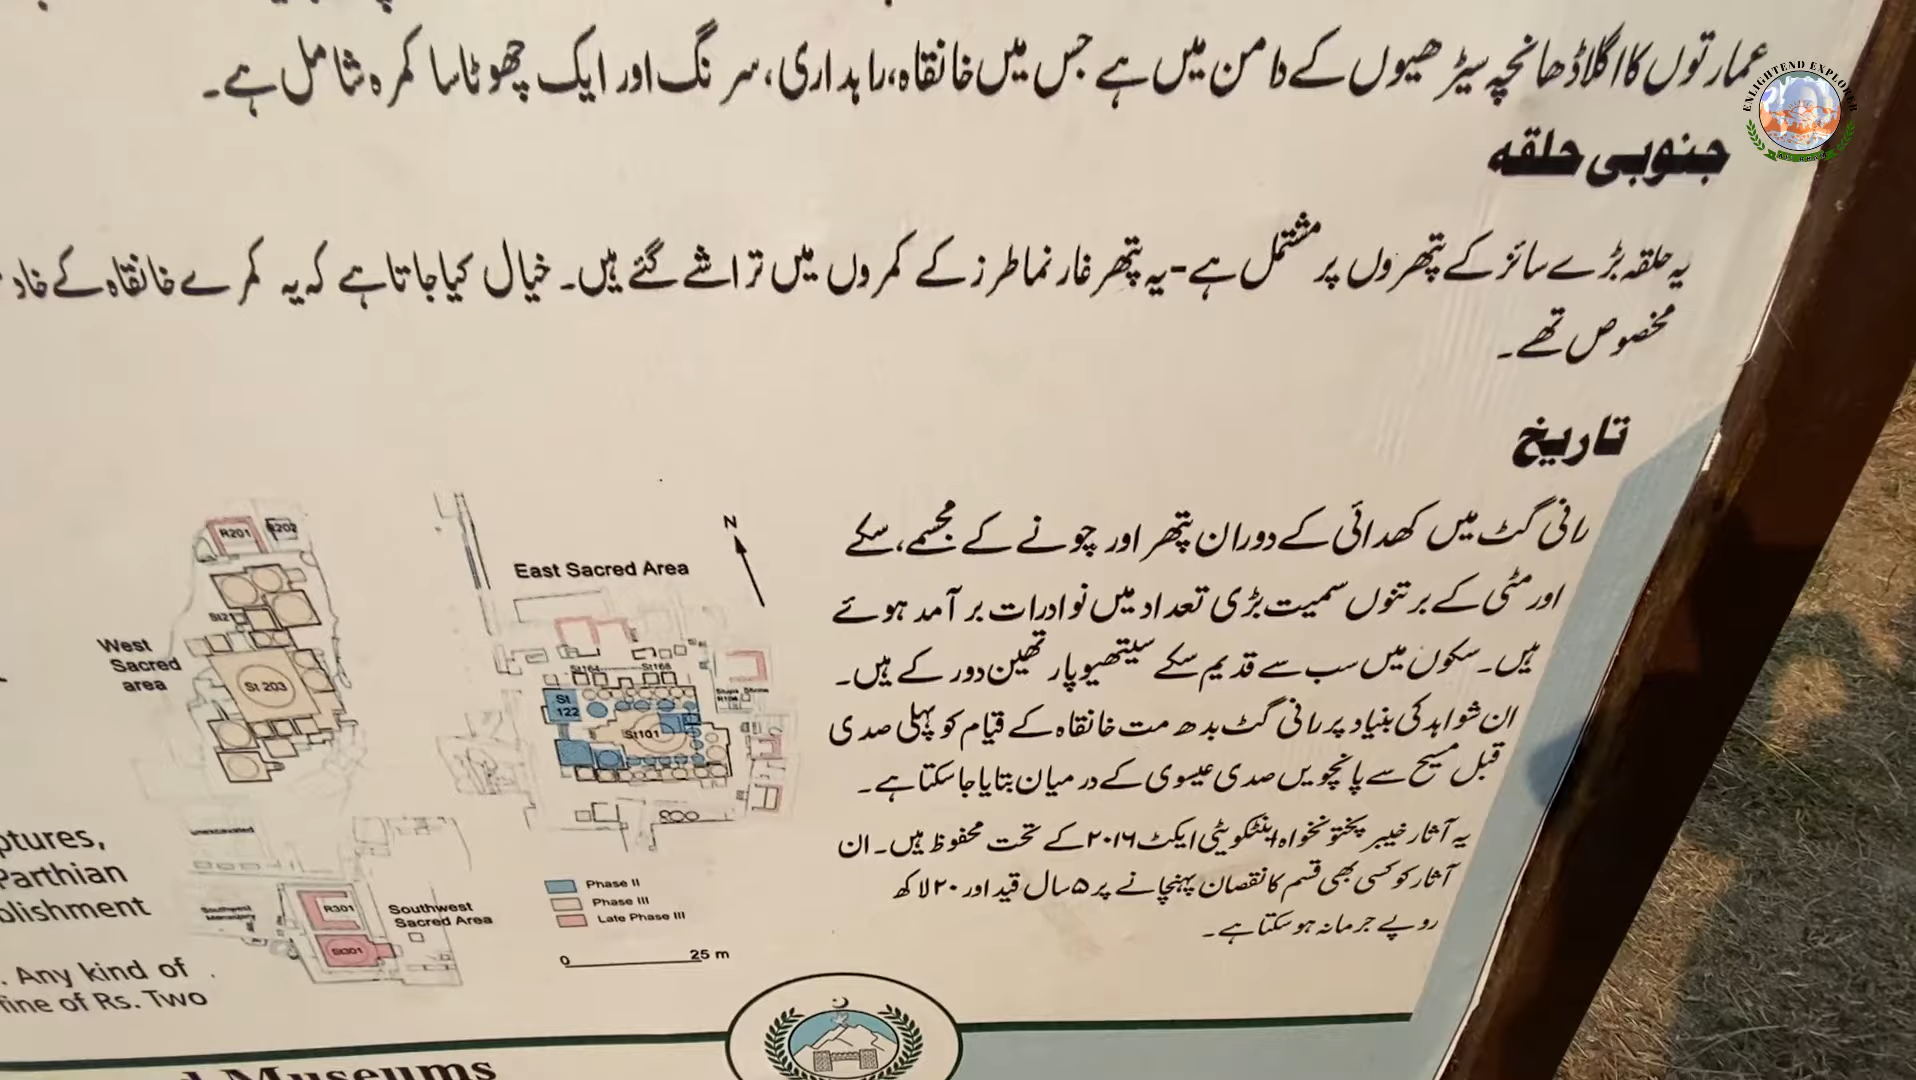 عمارتوں کا اگلا ڈھانچہ سیڑھیوں کے دامن میں ہے جس میں خانقاہ، راہداری، سرنگ اور ایک چھوٹا سا کمرہ شامل ہے۔
جنوبی حلقہ
یہ حلقہ بڑے سائز کے پتھروں پر مشتمل ہے - یہ پتھر غار نما طرز کے کمروں میں تراشے گئے ہیں۔ خیال کیا جاتا ہے کہ یہ کمرے خانقاہ کے
مخصوص تھے۔
تاریخ
رانی گٹ میں کھدائی کے دوران پتھر اور چونے کے مجسمے، سکے
اور مٹی کے برتنوں سمیت بڑی تعداد میں نوادرات برآمد ہوئے
ہیں۔ سکوں میں سب سے قدیم سکے سیتھیو پارتھین دور کے ہیں۔
ان شواہد کی بنیاد پر رانی گٹ بدھ مت خانقاہ کے قیام کو پہلی صدی
قبل مسیح سے پانچویں صدی عیسوی کے درمیان بتایا جا سکتا ہے۔
یہ آثار خیبر پختونخواہ اینٹکویٹی ایکٹ ۲۰۱۶ کے تحت محفوظ ہیں۔ ان
آثار کو کسی بھی قسم کا نقصان پہنچانے پر ۵ سال قید اور ۲۰ لاکھ
روپے جرمانہ ہو سکتا ہے۔
ENLIGHTEND EXPLORER
N
East Sacred Area
R201
R202
West
Sacred
area
St 203
St164
St168
St
122
St101
unexcavated
R301
St301
Southwest
Sacred Area
Southwest
Monastery
Phase II
Phase III
Late Phase III
0 25 m
ptures,
Parthian
blishment
. Any kind of
fine of Rs. Two
d Museums